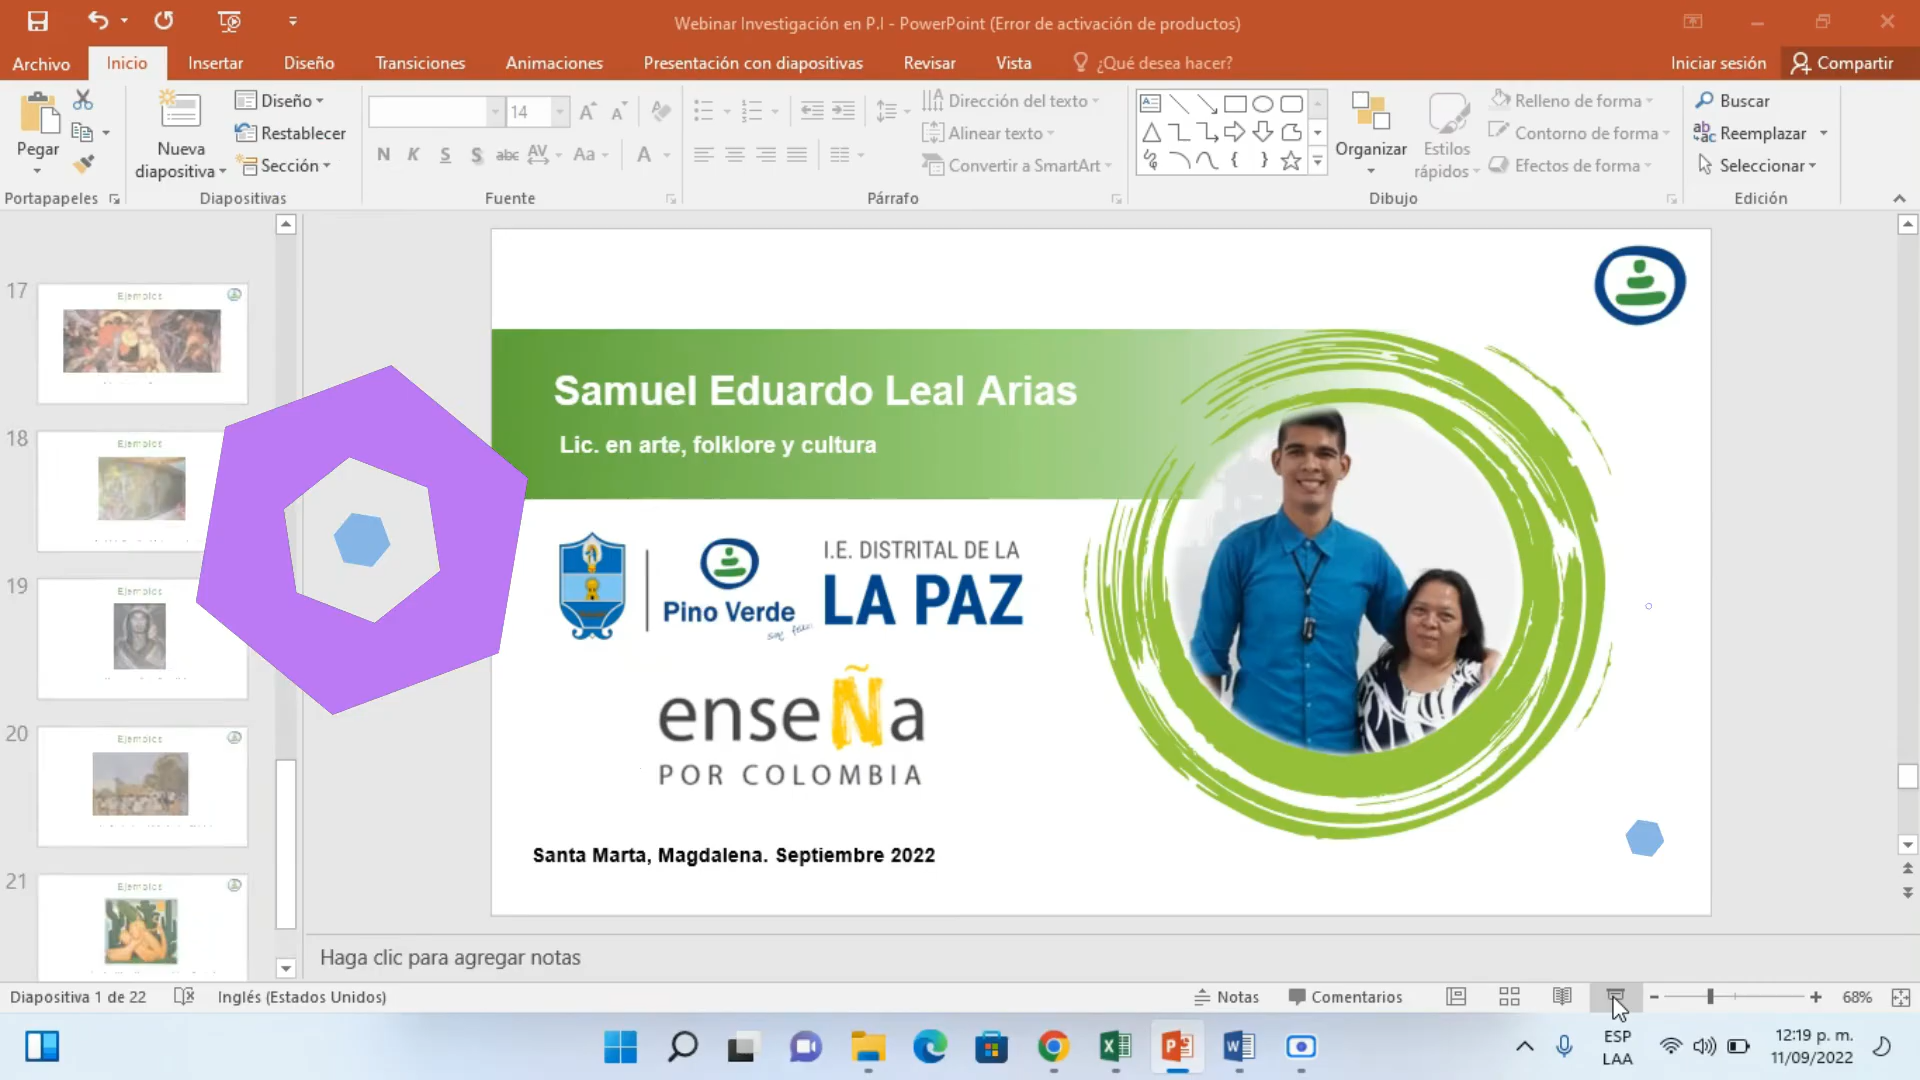 Webinar Investigación en P.I - PowerPoint (Error de activación de productos)
Archivo Inicio Insertar Diseño Transiciones Animaciones Presentación con diapositivas Revisar Vista ¿Qué desea hacer? Iniciar sesión Compartir
Pegar
Portapapeles
Nueva diapositiva
Diseño
Restablecer
Sección
Diapositivas
14
N K S S abc AV Aa A
Fuente
Dirección del texto
Alinear texto
Convertir a SmartArt
Párrafo
Organizar
Estilos rápidos
Relleno de forma
Contorno de forma
Efectos de forma
Dibujo
Buscar
Reemplazar
Seleccionar
Edición
17
Ejemplos
18
Ejemplos
19
Ejemplos
20
Ejemplos
21
Ejemplos
Samuel Eduardo Leal Arias
Lic. en arte, folklore y cultura
Pino Verde
I.E. DISTRITAL DE LA
LA PAZ
enseÑa
POR COLOMBIA
Santa Marta, Magdalena. Septiembre 2022
Haga clic para agregar notas
Diapositiva 1 de 22 Inglés (Estados Unidos) Notas Comentarios 68%
ESP
LAA
12:19 p. m.
11/09/2022